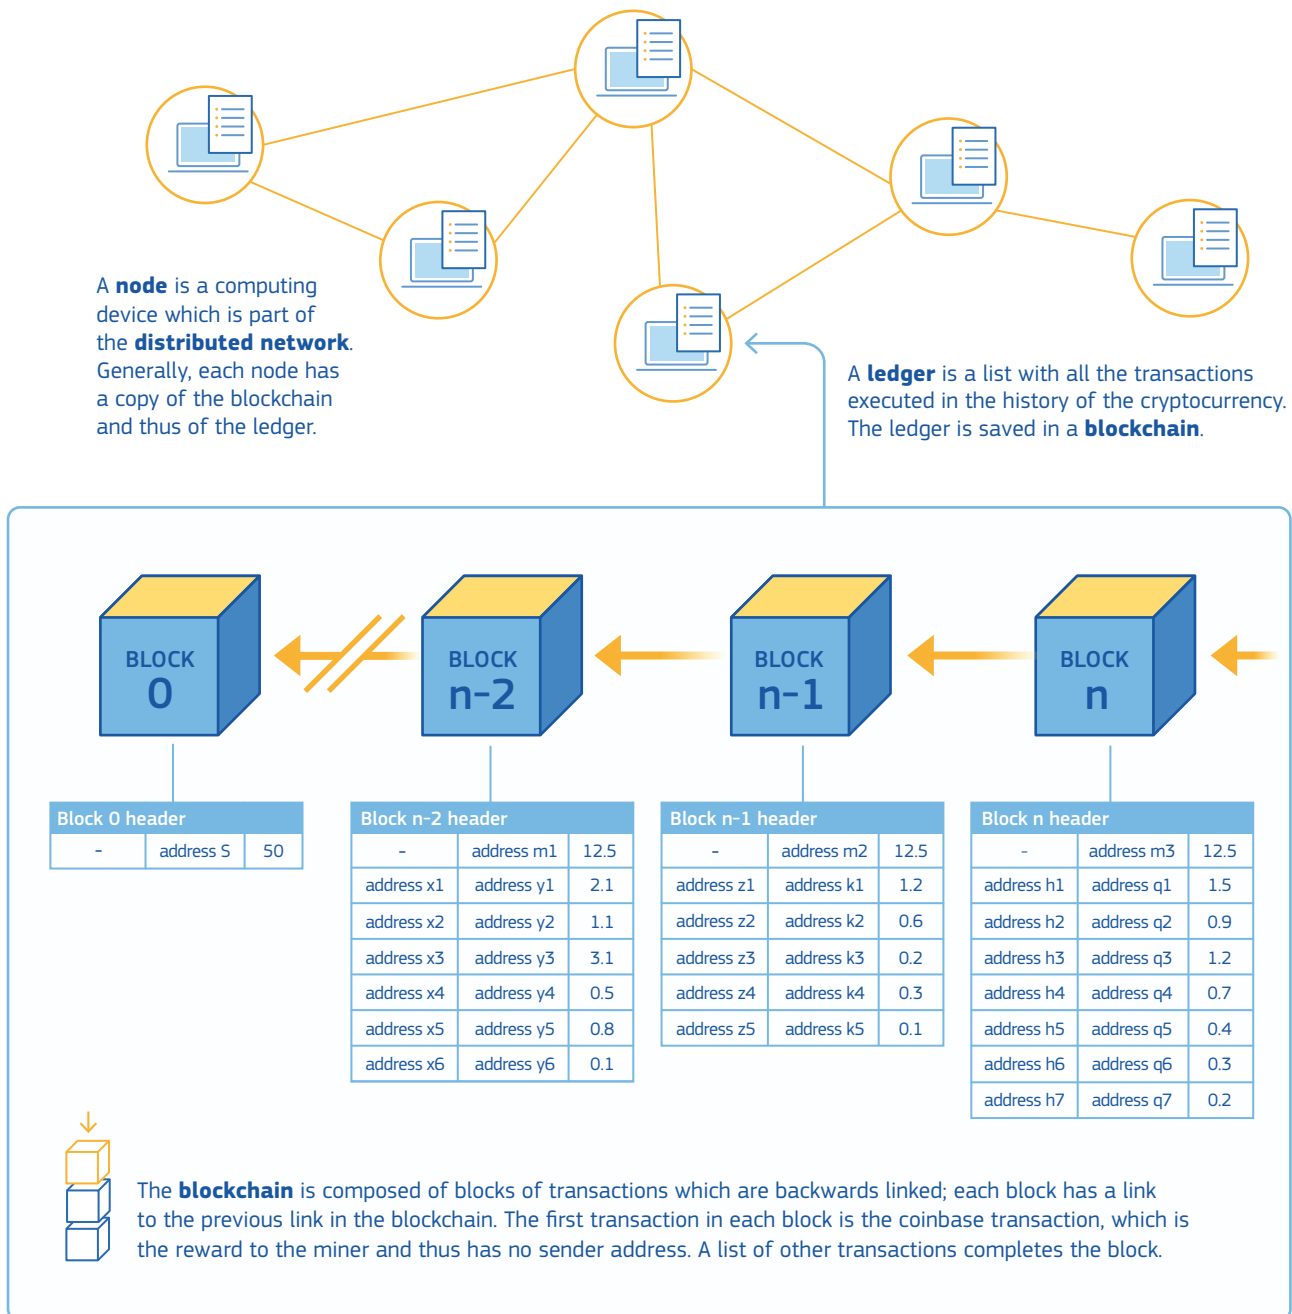 A node is a computing
device which is part of
the distributed network.
Generally, each node has
a copy of the blockchain
and thus of the ledger.
A ledger is a list with all the transactions
executed in the history of the cryptocurrency.
The ledger is saved in a blockchain.
BLOCK
0
BLOCK
n-2
BLOCK
n-1
BLOCK
n
Block 0 header
- address S 50
Block n-2 header
- address m1 12.5
address x1 address y1 2.1
address x2 address y2 1.1
address x3 address y3 3.1
address x4 address y4 0.5
address x5 address y5 0.8
address x6 address y6 0.1
Block n-1 header
- address m2 12.5
address z1 address k1 1.2
address z2 address k2 0.6
address z3 address k3 0.2
address z4 address k4 0.3
address z5 address k5 0.1
Block n header
- address m3 12.5
address h1 address q1 1.5
address h2 address q2 0.9
address h3 address q3 1.2
address h4 address q4 0.7
address h5 address q5 0.4
address h6 address q6 0.3
address h7 address q7 0.2
The blockchain is composed of blocks of transactions which are backwards linked; each block has a link
to the previous link in the blockchain. The first transaction in each block is the coinbase transaction, which is
the reward to the miner and thus has no sender address. A list of other transactions completes the block.